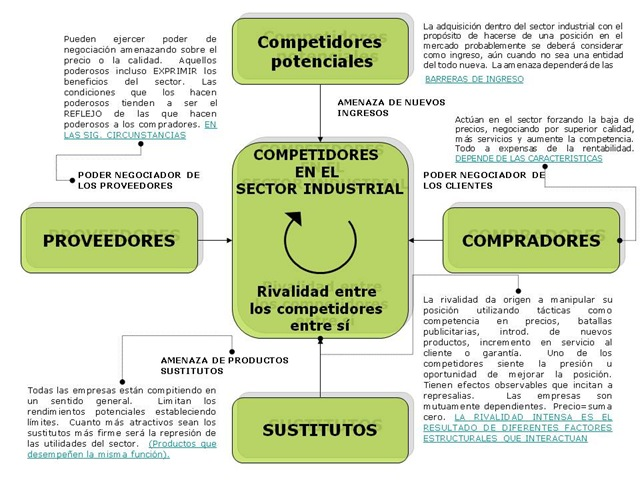 Competidores
potenciales
La adquisición dentro del sector industrial con el
propósito de hacerse de una posición en el
mercado probablemente se deberá considerar
como ingreso, aún cuando no sea una entidad
del todo nueva. La amenaza dependerá de las
BARRERAS DE INGRESO
Pueden ejercer poder de
negociación amenazando sobre el
precio o la calidad. Aquellos
poderosos incluso EXPRIMIR los
beneficios del sector. Las
condiciones que los hacen
poderosos tienden a ser el
REFLEJO de las que hacen
poderosos a los compradores. EN
LAS SIG. CIRCUNSTANCIAS
AMENAZA DE NUEVOS
INGRESOS
Actúan en el sector forzando la baja de
precios, negociando por superior calidad,
más servicios y aumente la competencia.
Todo a expensas de la rentabilidad.
DEPENDE DE LAS CARACTERISTICAS
PODER NEGOCIADOR DE
LOS PROVEEDORES
COMPETIDORES
EN EL
SECTOR INDUSTRIAL
PODER NEGOCIADOR DE
LOS CLIENTES
PROVEEDORES
COMPRADORES
Rivalidad entre
los competidores
entre sí
La rivalidad da origen a manipular su
posición utilizando tácticas como
competencia en precios, batallas
publicitarias, introd. de nuevos
productos, incremento en servicio al
cliente o garantía. Uno de los
competidores siente la presión u
oportunidad de mejorar la posición.
Tienen efectos observables que incitan a
represalias. Las empresas son
mutuamente dependientes. Precio=suma
cero. LA RIVALIDAD INTENSA ES EL
RESULTADO DE DIFERENTES FACTORES
ESTRUCTURALES QUE INTERACTUAN
AMENAZA DE PRODUCTOS
SUSTITUTOS
Todas las empresas están compitiendo en
un sentido general. Limitan los
rendimientos potenciales estableciendo
límites. Cuanto más atractivos sean los
sustitutos más firme será la represión de
las utilidades del sector. (Productos que
desempeñen la misma función).
SUSTITUTOS